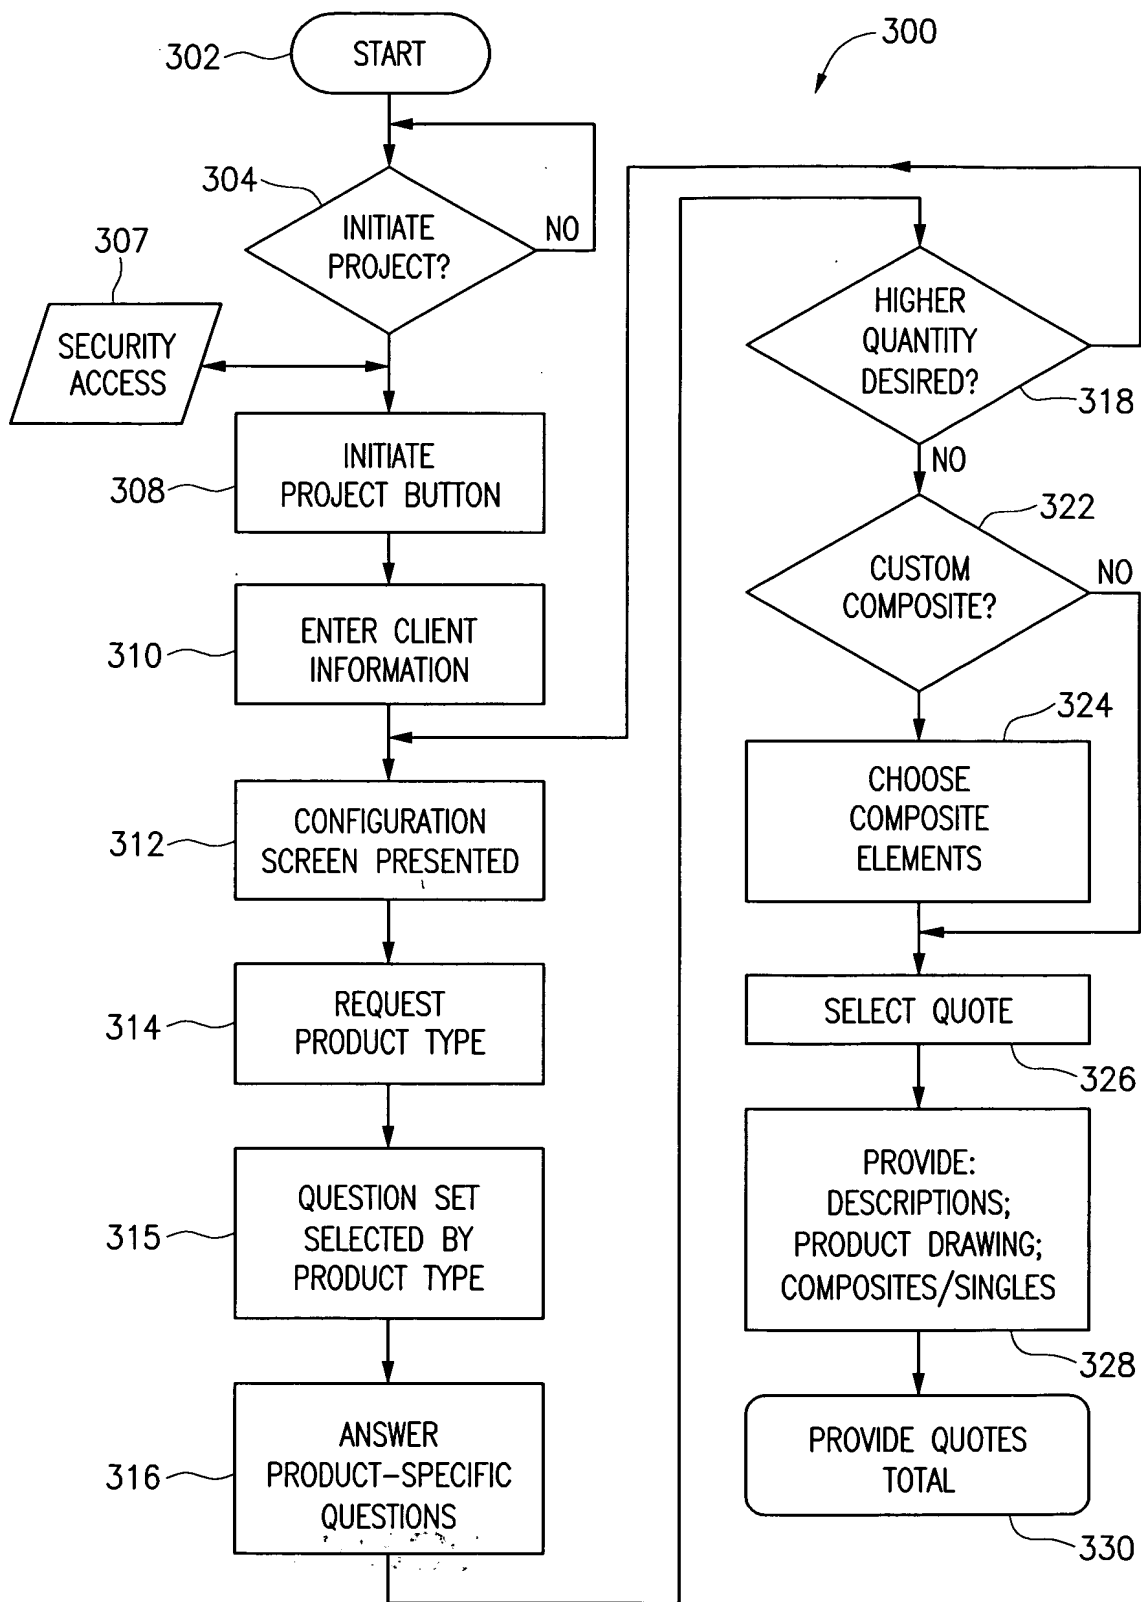 300
302
START
304
INITIATE
PROJECT?
NO
307
SECURITY
ACCESS
308
INITIATE
PROJECT BUTTON
310
ENTER CLIENT
INFORMATION
312
CONFIGURATION
SCREEN PRESENTED
314
REQUEST
PRODUCT TYPE
315
QUESTION SET
SELECTED BY
PRODUCT TYPE
316
ANSWER
PRODUCT-SPECIFIC
QUESTIONS
HIGHER
QUANTITY
DESIRED?
318
NO
322
CUSTOM
COMPOSITE?
NO
324
CHOOSE
COMPOSITE
ELEMENTS
SELECT QUOTE
326
PROVIDE:
DESCRIPTIONS;
PRODUCT DRAWING;
COMPOSITES/SINGLES
328
PROVIDE QUOTES
TOTAL
330